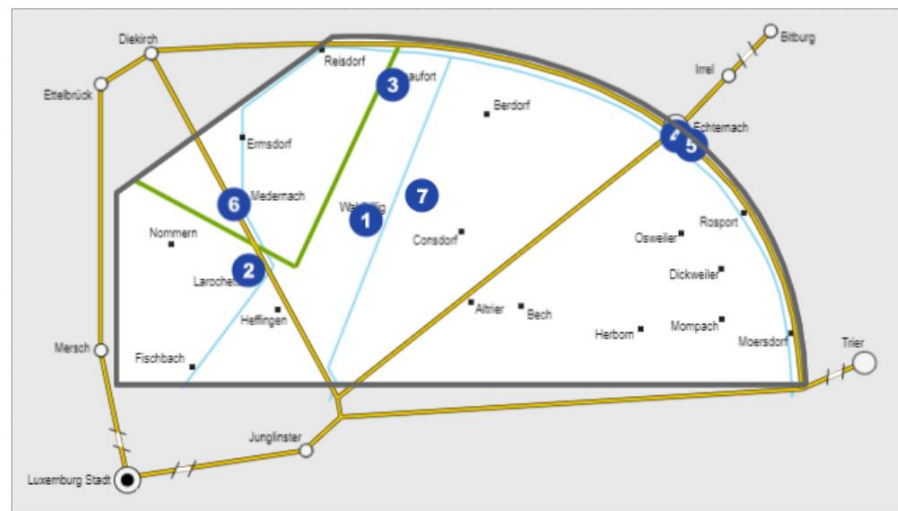 Diekirch
Bitburg
Reisdorf
Irrel
Ettelbrück
3
aufort
Berdorf
Echternach
4
5
Ermsdorf
Medernach
6
7
1
Rosport
Nommern
Consdorf
Osweiler
2
Dickweiler
Altrier
Bech
Heffingen
Herborn
Mompach
Moersdorf
Trier
Mersch
Fischbach
Junglinster
Luxemburg Stadt